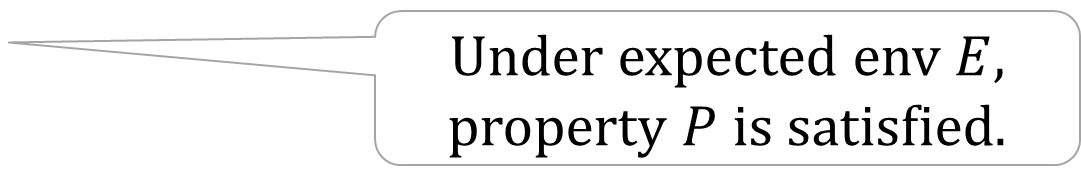 Under expected env E,
property P is satisfied.